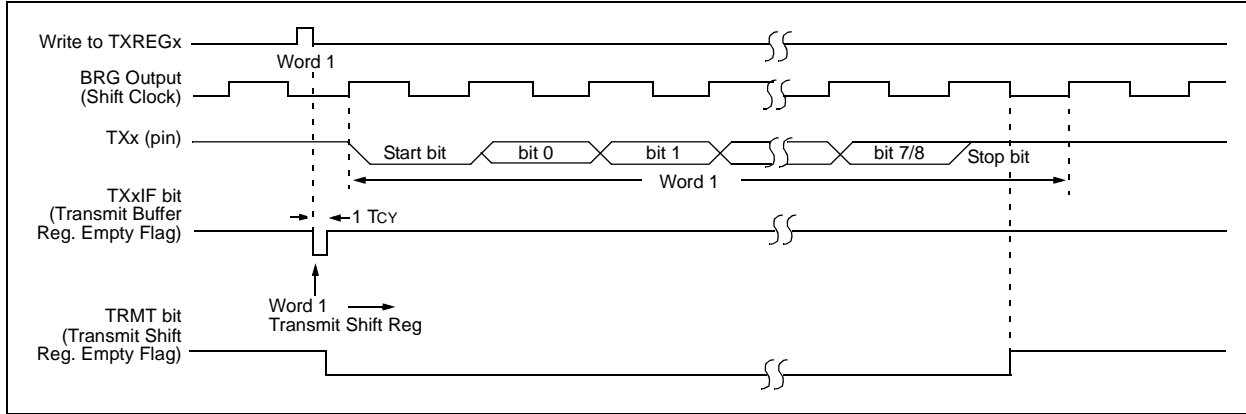 Write to TXREGx
Word 1
BRG Output
(Shift Clock)
TXx (pin)
Start bit
bit 0
bit 1
bit 7/8
Stop bit
Word 1
TXxIF bit
(Transmit Buffer
Reg. Empty Flag)
1 TCY
Word 1
Transmit Shift Reg
TRMT bit
(Transmit Shift
Reg. Empty Flag)